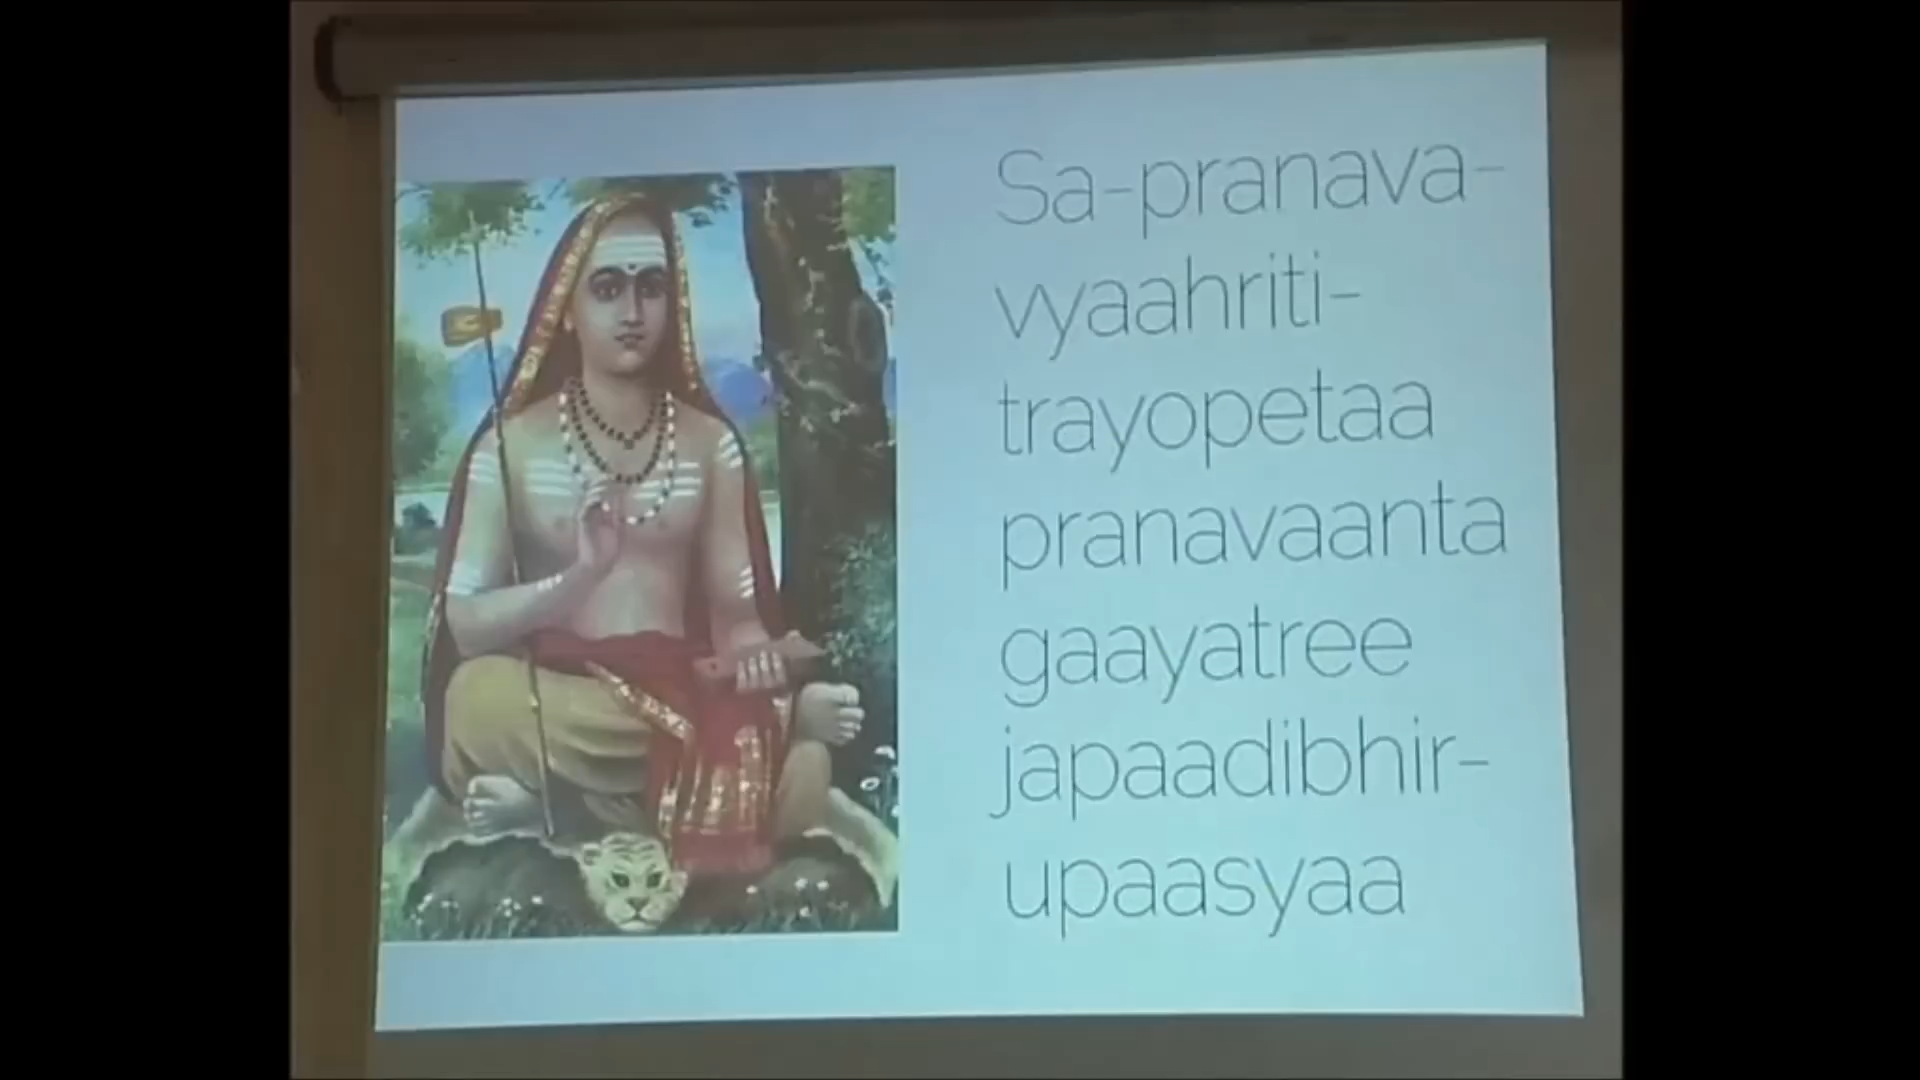 Sa-pranava-
vyaahriti-
trayopetaa
pranavaanta
gaayatree
japaadibhir-
upaasyaa